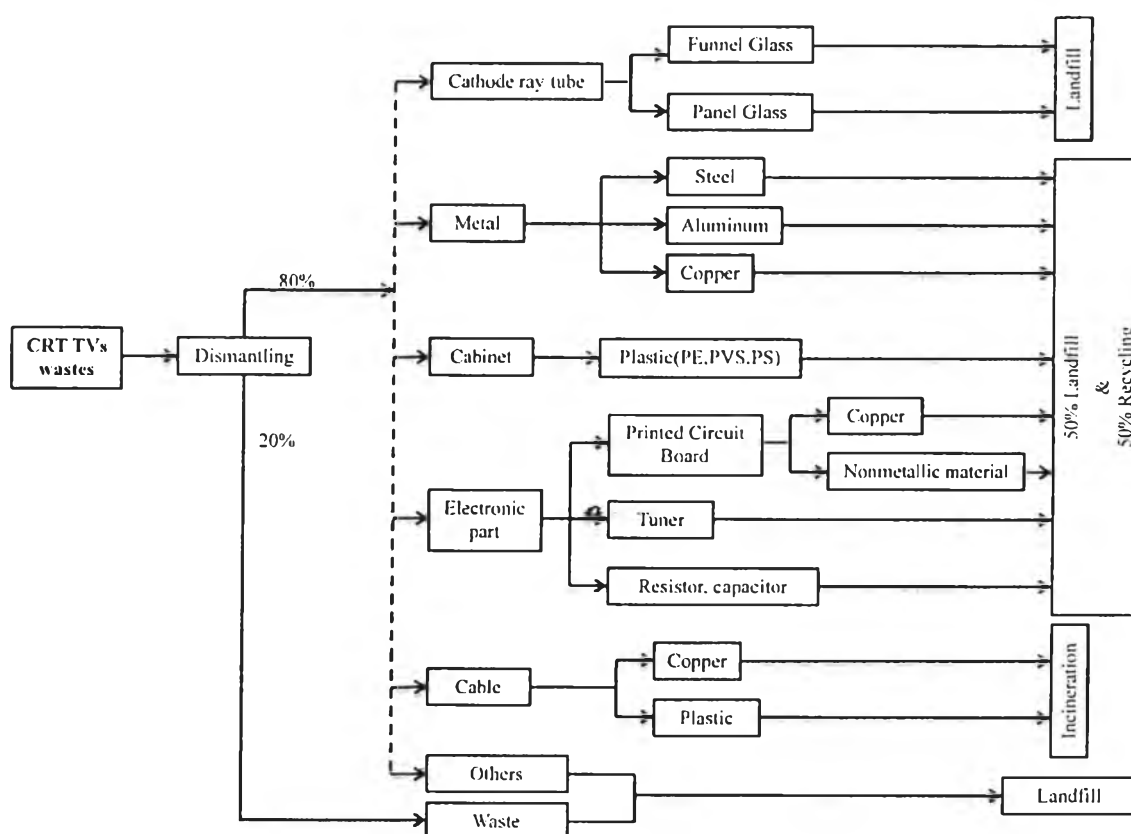 Funnel Glass
Cathode ray tube
Panel Glass
Landfill
Steel
Metal
Aluminum
Copper
80%
CRT TVs
wastes
Dismantling
Cabinet
Plastic(PE.PVS.PS)
50% Landfill
&
50% Recycling
20%
Printed Circuit
Board
Copper
Nonmetallic material
Electronic
part
Tuner
Resistor. capacitor
Cable
Copper
Plastic
Incineration
Others
Waste
Landfill